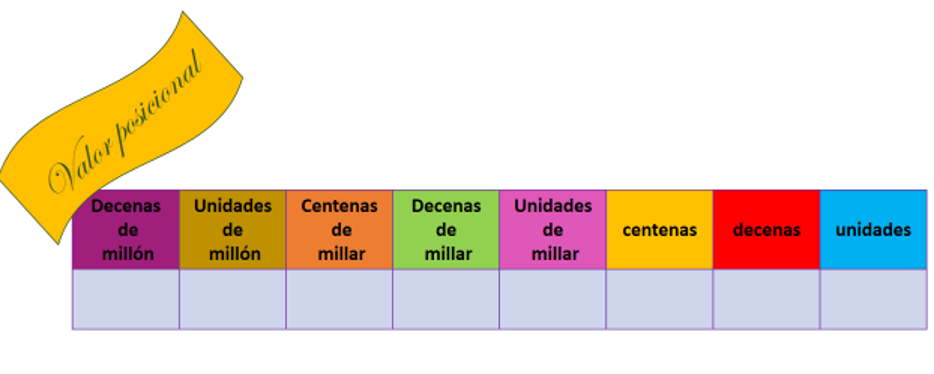 Valor posicional
Decenas de millón
Unidades de millón
Centenas de millar
Decenas de millar
Unidades de millar
centenas
decenas
unidades